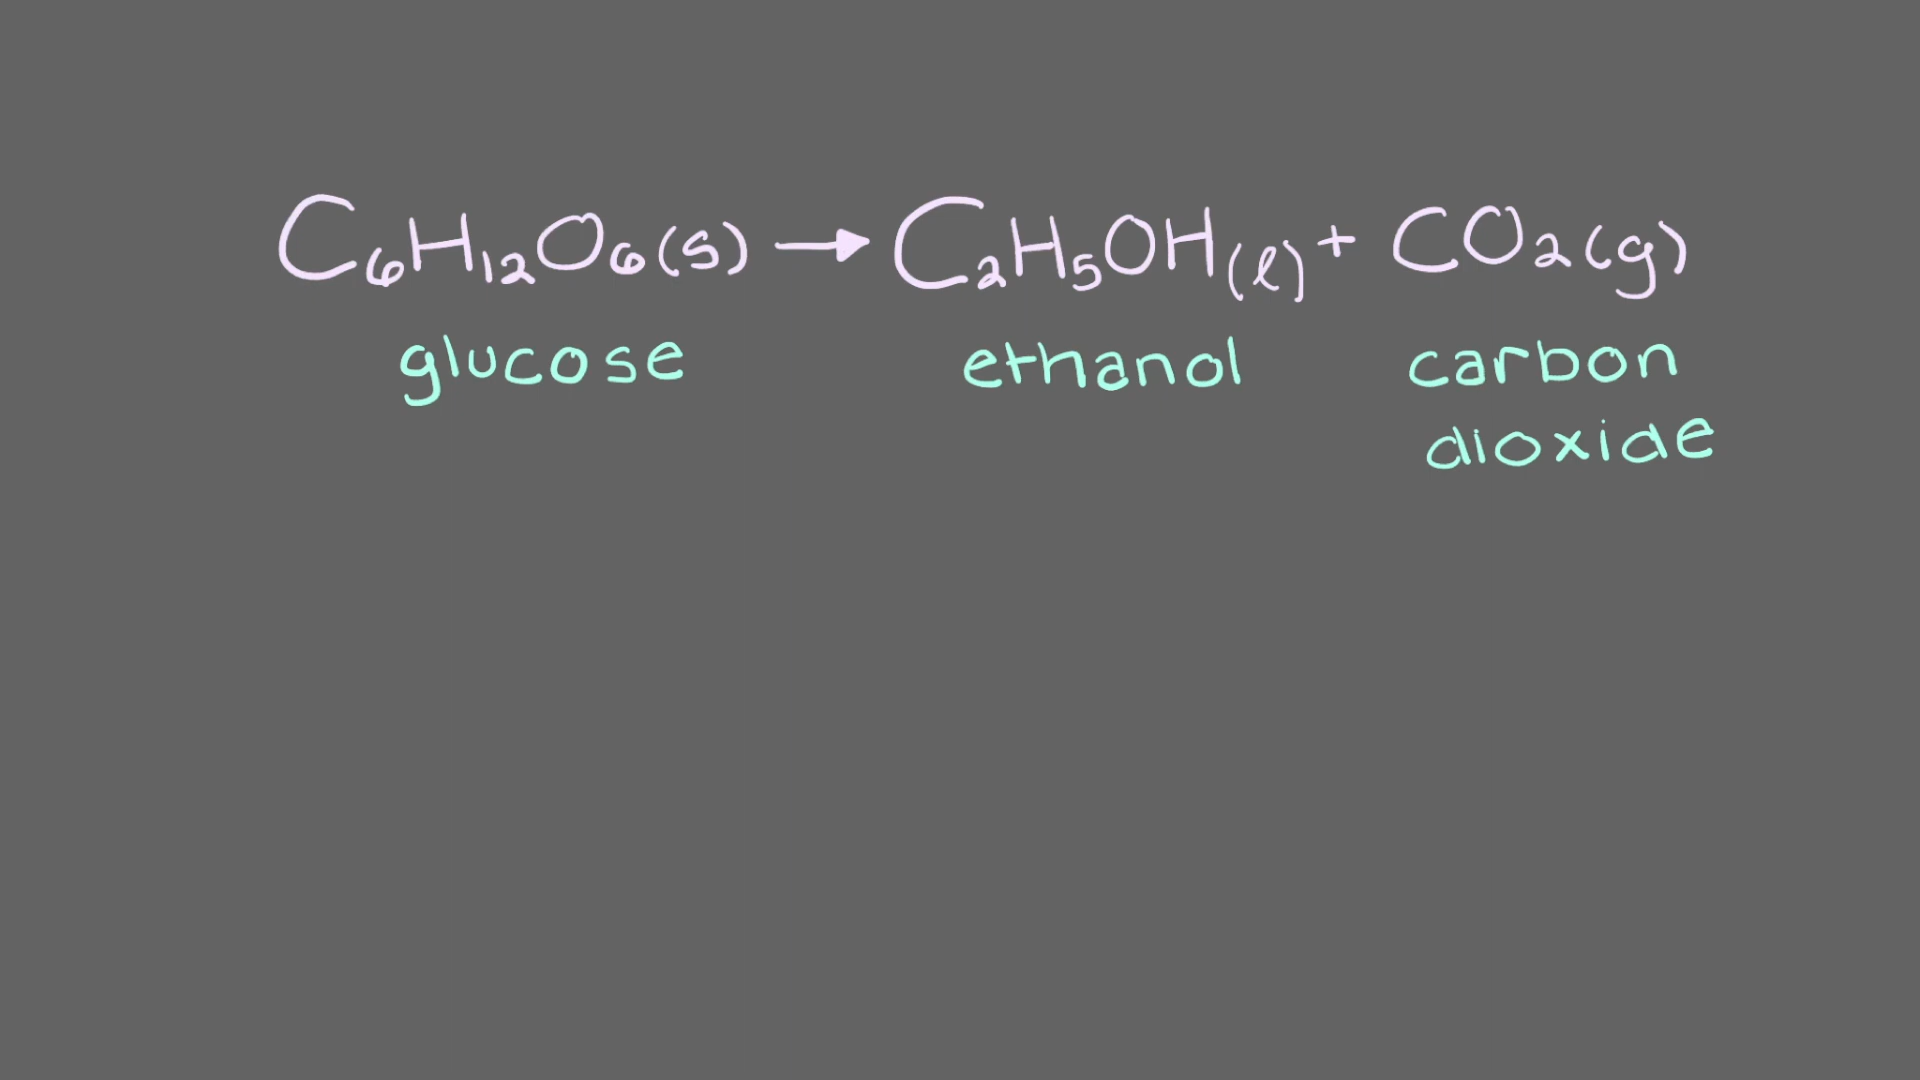 C₆H₁₂O₆(s) → C₂H₅OH(l) + CO₂(g)
glucose ethanol carbon
dioxide